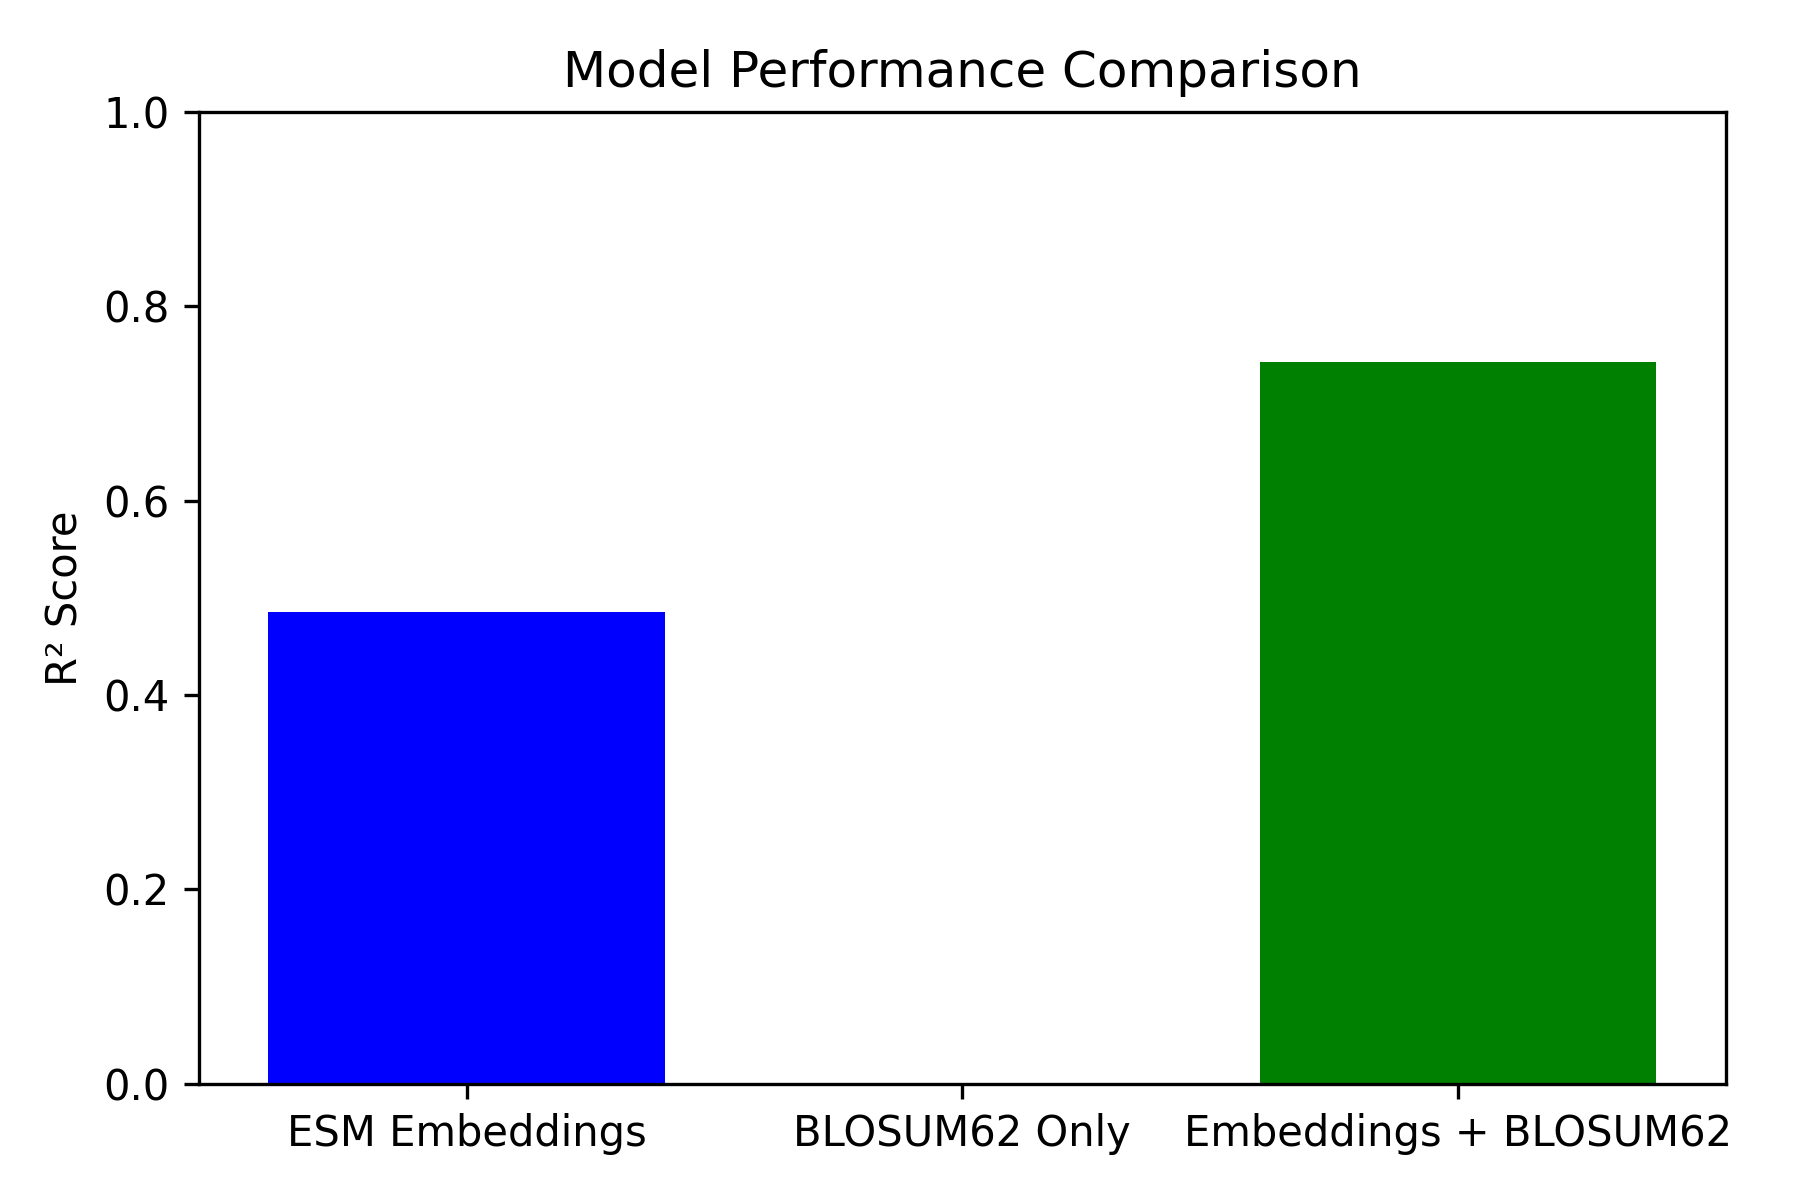 Model Performance Comparison
R² Score
1.0
0.8
0.6
0.4
0.2
0.0
ESM Embeddings
BLOSUM62 Only
Embeddings + BLOSUM62